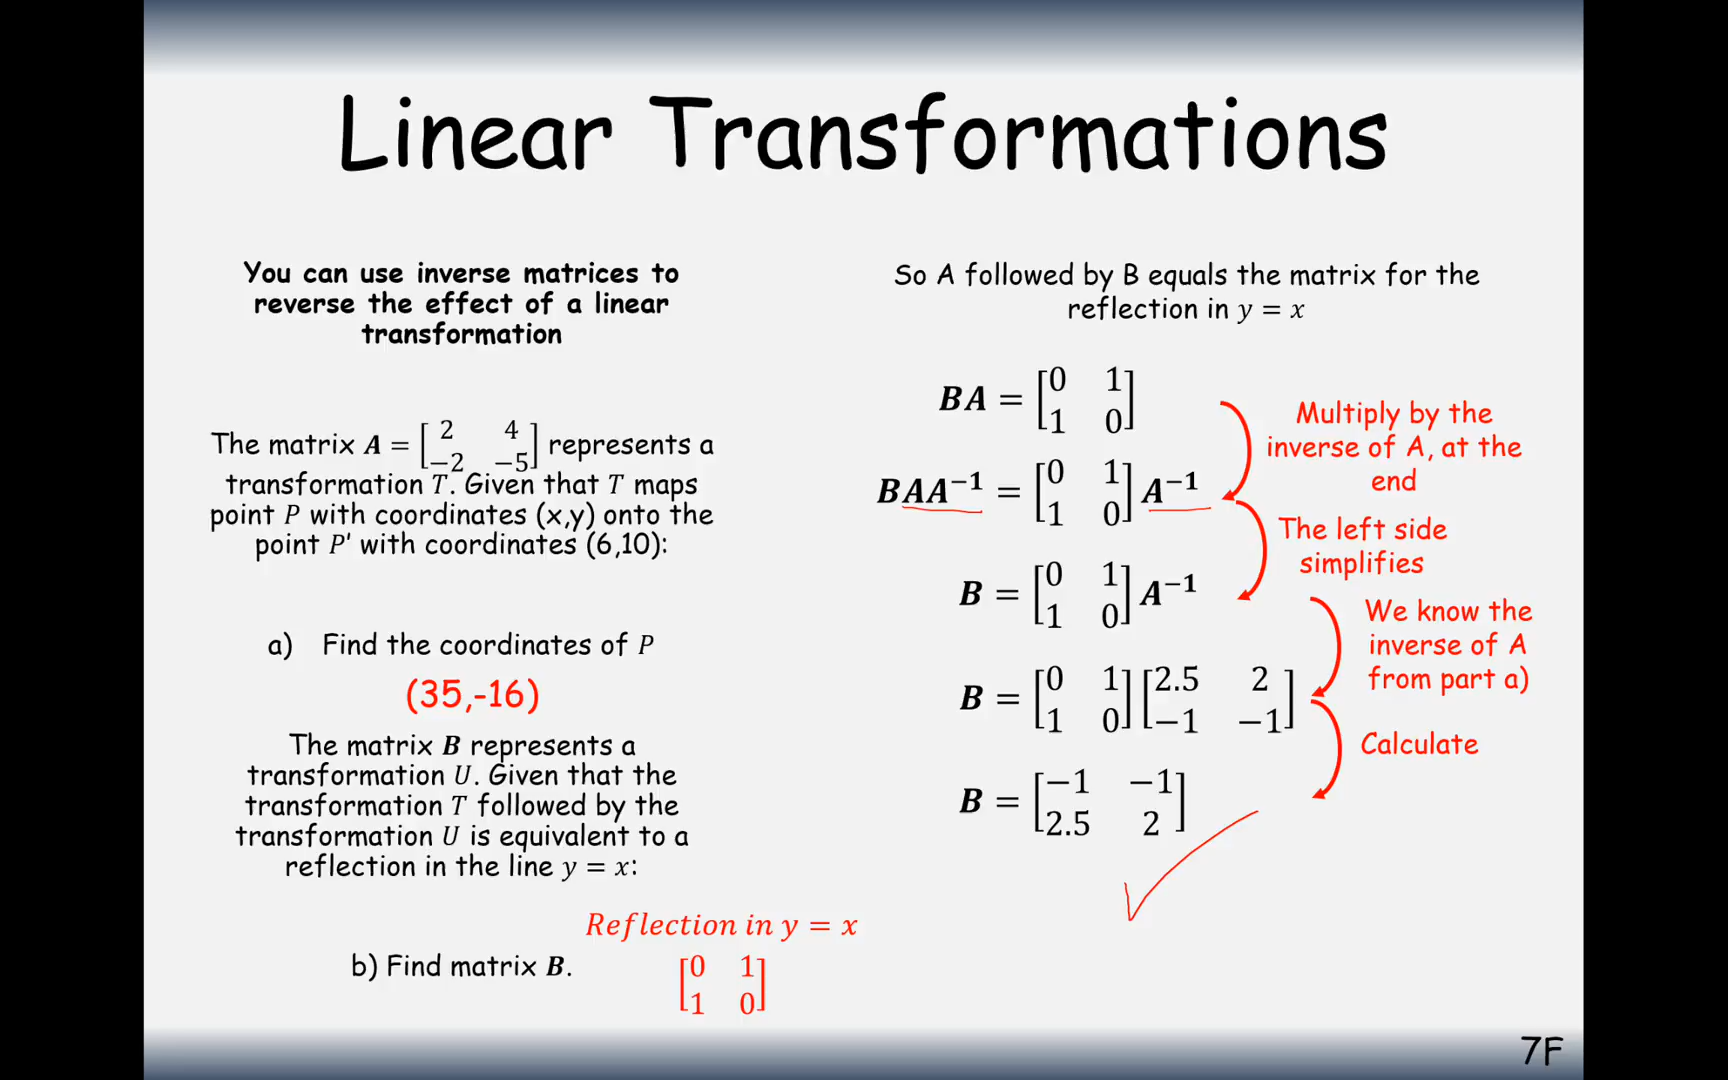 Linear Transformations
You can use inverse matrices to
reverse the effect of a linear
transformation
The matrix A = [2 4
−2 −5] represents a
transformation T. Given that T maps
point P with coordinates (x,y) onto the
point P' with coordinates (6,10):
a) Find the coordinates of P
(35,-16)
The matrix B represents a
transformation U. Given that the
transformation T followed by the
transformation U is equivalent to a
reflection in the line y = x:
b) Find matrix B.
Reflection in y = x
[0 1
1 0]
So A followed by B equals the matrix for the
reflection in y = x
BA = [0 1
1 0]
Multiply by the
inverse of A, at the
end
BAA⁻¹ = [0 1
1 0] A⁻¹
The left side
simplifies
B = [0 1
1 0] A⁻¹
We know the
inverse of A
from part a)
B = [0 1
1 0] [2.5 2
−1 −1]
Calculate
B = [−1 −1
2.5 2]
7F